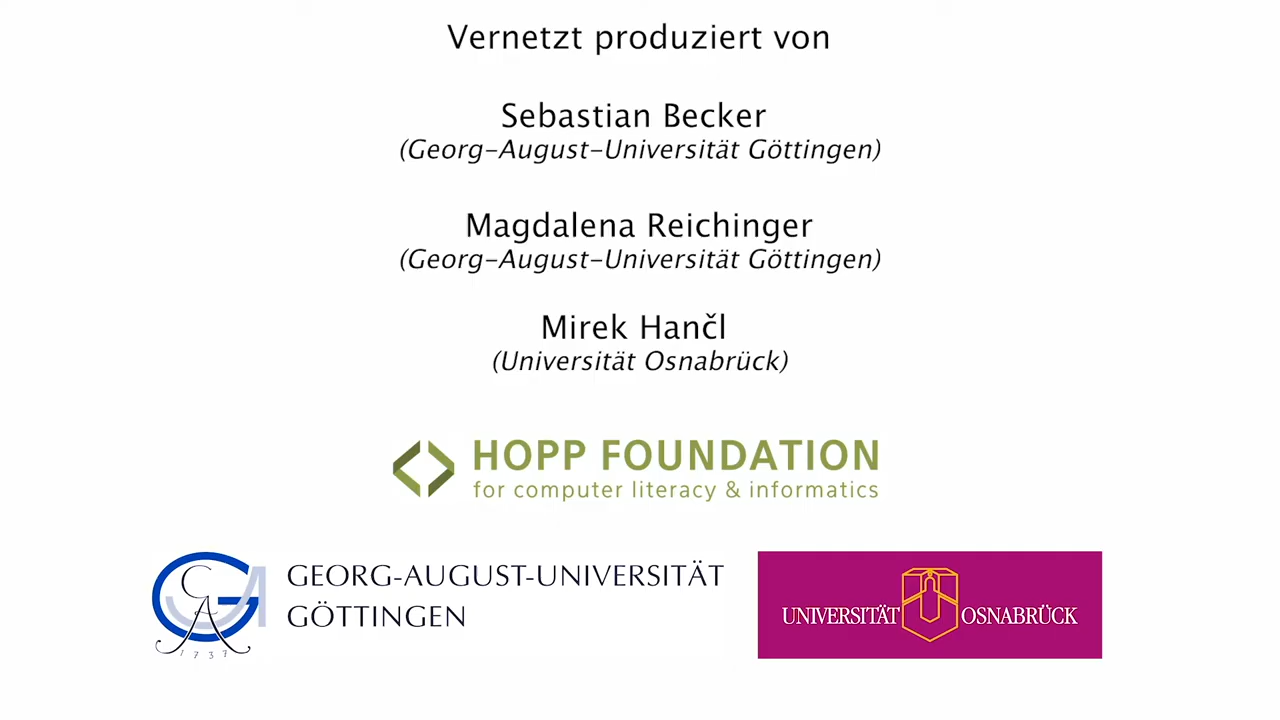 Vernetzt produziert von
Sebastian Becker
(Georg-August-Universität Göttingen)
Magdalena Reichinger
(Georg-August-Universität Göttingen)
Mirek Hančl
(Universität Osnabrück)
HOPP FOUNDATION
for computer literacy & informatics
GEORG-AUGUST-UNIVERSITÄT
GÖTTINGEN
1737
UNIVERSITÄT OSNABRÜCK